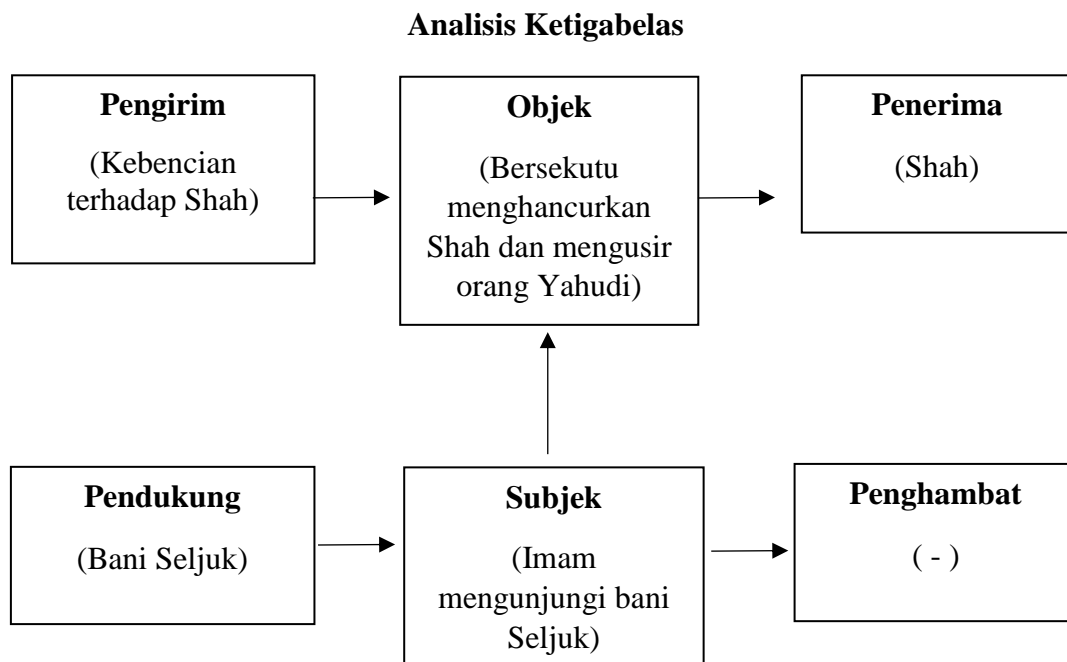 Analisis Ketigabelas
Pengirim
(Kebencian
terhadap Shah)
Objek
(Bersekutu
menghancurkan
Shah dan mengusir
orang Yahudi)
Penerima
(Shah)
Pendukung
(Bani Seljuk)
Subjek
(Imam
mengunjungi bani
Seljuk)
Penghambat
( - )